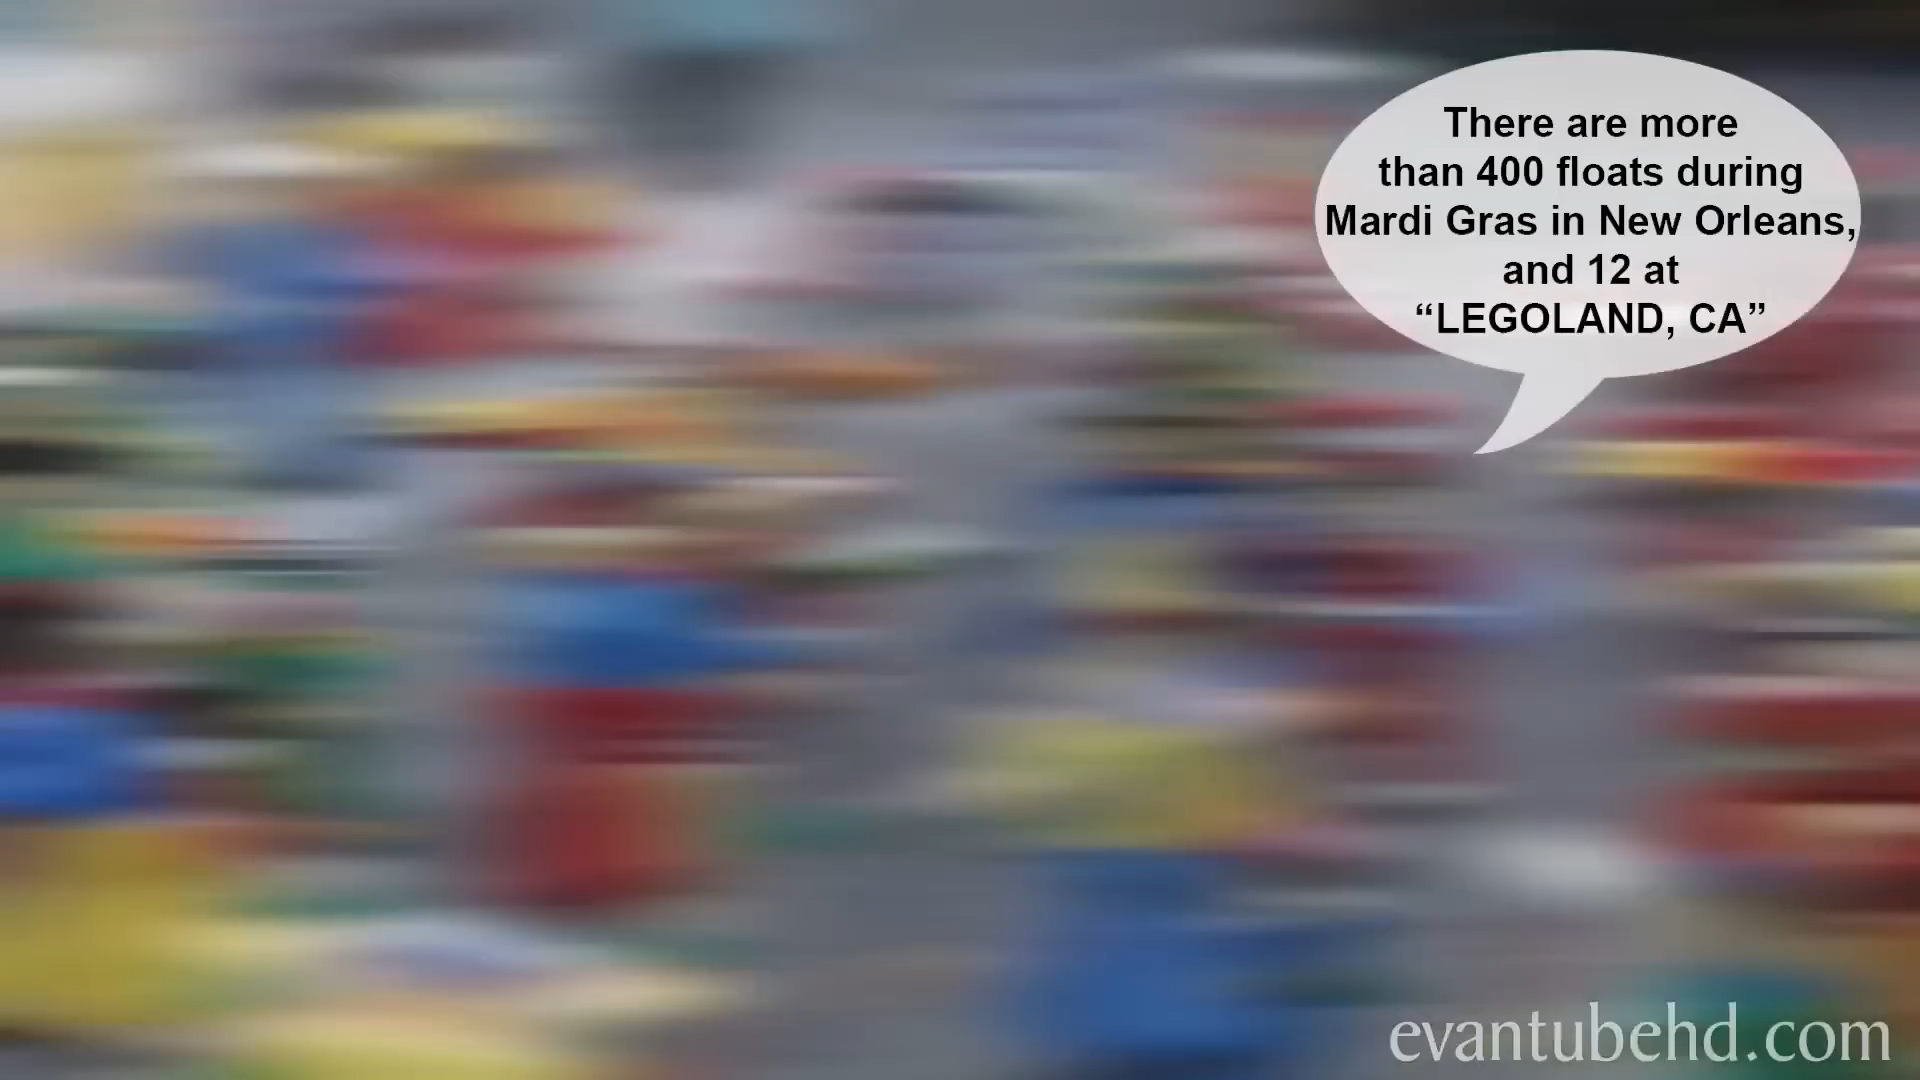 There are more
than 400 floats during
Mardi Gras in New Orleans,
and 12 at
“LEGOLAND, CA”
evantubehd.com